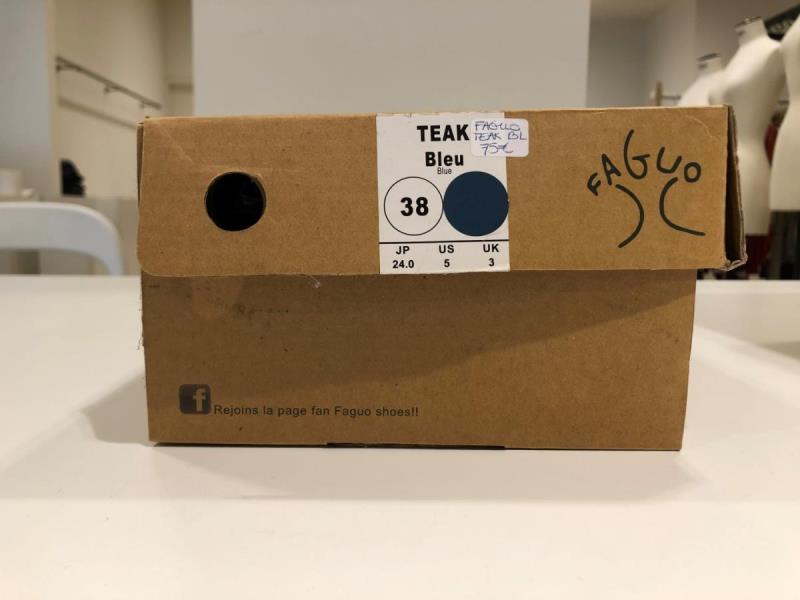 TEAK
FAGUO
TEAK BL
75€
Bleu
Blue
38
JP US UK
24.0 5 3
FAGUO
f
Rejoins la page fan Faguo shoes!!